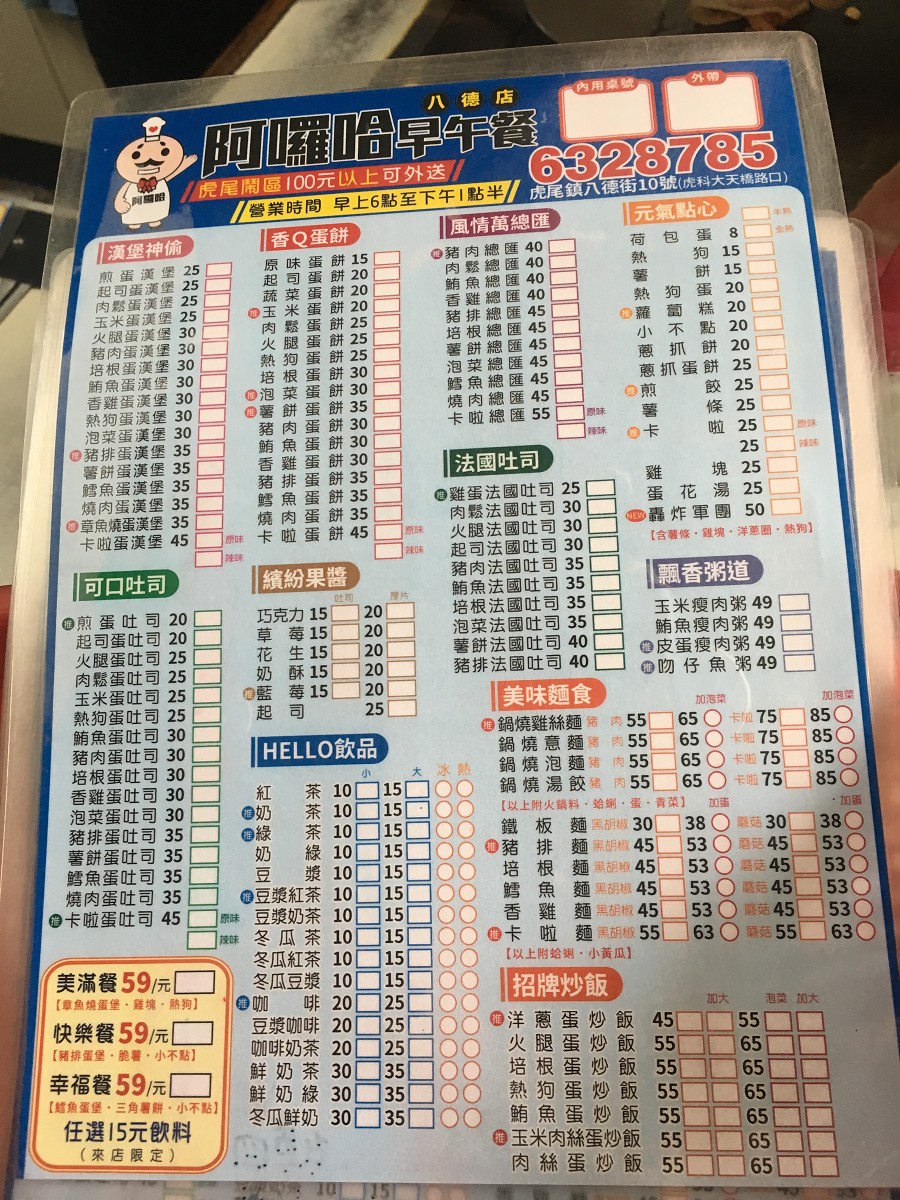 八德店
阿囉哈早午餐
內用桌號
外帶
6328785
虎尾鬧區100元以上可外送
虎尾鎮八德街10號(虎科大天橋路口)
營業時間 早上6點至下午1點半
阿囉哈
漢堡神偷
煎蛋漢堡 25
起司蛋漢堡 25
肉鬆蛋漢堡 25
玉米蛋漢堡 25
火腿蛋漢堡 30
豬肉蛋漢堡 30
培根蛋漢堡 30
鮪魚蛋漢堡 30
香雞蛋漢堡 30
熱狗蛋漢堡 30
泡菜蛋漢堡 30
推 豬排蛋漢堡 35
薯餅蛋漢堡 35
鱈魚蛋漢堡 35
燒肉蛋漢堡 35
推 章魚燒蛋漢堡 35
卡啦蛋漢堡 45 原味
辣味
香Q蛋餅
原味蛋餅 15
起司蛋餅 20
蔬菜蛋餅 20
推 玉米蛋餅 20
肉鬆蛋餅 25
火腿蛋餅 25
熱狗蛋餅 25
培根蛋餅 30
推 泡菜蛋餅 30
推 薯餅蛋餅 35
豬肉蛋餅 30
鮪魚蛋餅 30
香雞蛋餅 30
豬排蛋餅 35
鱈魚蛋餅 35
燒肉蛋餅 35
卡啦蛋餅 45 原味
辣味
風情萬總匯
推 豬肉總匯 40
肉鬆總匯 40
鮪魚總匯 40
香雞總匯 40
豬排總匯 45
培根總匯 45
薯餅總匯 45
泡菜總匯 45
鱈魚總匯 45
燒肉總匯 45
卡啦總匯 55 原味
辣味
元氣點心
半熟
荷包蛋 8 全熟
熱狗 15
薯餅 15
熱狗蛋 20
推 蘿蔔糕 20
小不點 20
蔥抓餅 20
蔥抓蛋餅 25
推 煎餃 25
薯條 25
推 卡啦 25 原味
25 辣味
雞塊 25
蛋花湯 25
NEW 轟炸軍團 50
【含薯條·雞塊·洋蔥圈·熱狗】
法國吐司
推 雞蛋法國吐司 25
肉鬆法國吐司 30
火腿法國吐司 30
起司法國吐司 30
豬肉法國吐司 35
鮪魚法國吐司 35
培根法國吐司 35
泡菜法國吐司 35
薯餅法國吐司 40
豬排法國吐司 40
飄香粥道
玉米瘦肉粥 49
鮪魚瘦肉粥 49
推 皮蛋瘦肉粥 49
推 吻仔魚粥 49
可口吐司
推 煎蛋吐司 20
起司蛋吐司 20
火腿蛋吐司 25
肉鬆蛋吐司 25
玉米蛋吐司 25
熱狗蛋吐司 25
鮪魚蛋吐司 30
豬肉蛋吐司 30
培根蛋吐司 30
香雞蛋吐司 30
泡菜蛋吐司 30
豬排蛋吐司 35
薯餅蛋吐司 35
鱈魚蛋吐司 35
燒肉蛋吐司 35
推 卡啦蛋吐司 45 原味
辣味
繽紛果醬
吐司 厚片
巧克力 15 20
草莓 15 20
花生 15 20
奶酥 15 20
推 藍莓 15 20
起司 25
HELLO飲品
小 大 冰 熱
紅茶 10 15
推 奶茶 10 15
推 綠茶 10 15
奶綠 10 15
豆漿 10 15
推 豆漿紅茶 10 15
豆漿奶茶 10 15
冬瓜茶 10 15
冬瓜紅茶 10 15
冬瓜豆漿 10 15
推 咖啡 20 25
豆漿咖啡 20 25
咖啡奶茶 20 25
鮮奶茶 30 35
鮮奶綠 30 35
冬瓜鮮奶 30 35
美味麵食
加泡菜 加泡菜
推 鍋燒雞絲麵 豬肉 55 65 卡啦 75 85
鍋燒意麵 豬肉 55 65 卡啦 75 85
鍋燒泡麵 豬肉 55 65 卡啦 75 85
鍋燒湯餃 豬肉 55 65 卡啦 75 85
【以上附火鍋料·蛤蜊·蛋·青菜】 加蛋 加蛋
鐵板麵 黑胡椒 30 38 蘑菇 30 38
推 豬排麵 黑胡椒 45 53 蘑菇 45 53
培根麵 黑胡椒 45 53 蘑菇 45 53
鱈魚麵 黑胡椒 45 53 蘑菇 45 53
香雞麵 黑胡椒 45 53 蘑菇 45 53
推 卡啦麵 黑胡椒 55 63 蘑菇 55 63
【以上附蛤蜊·小黃瓜】
招牌炒飯
加大 泡菜 加大
推 洋蔥蛋炒飯 45 55
火腿蛋炒飯 55 65
培根蛋炒飯 55 65
熱狗蛋炒飯 55 65
鮪魚蛋炒飯 55 65
推 玉米肉絲蛋炒飯 55 65
肉絲蛋炒飯 55 65
美滿餐 59/元
【章魚燒蛋堡·雞塊·熱狗】
快樂餐 59/元
【豬排蛋堡·脆薯·小不點】
幸福餐 59/元
【鱈魚蛋堡·三角薯餅·小不點】
任選15元飲料
(來店限定)